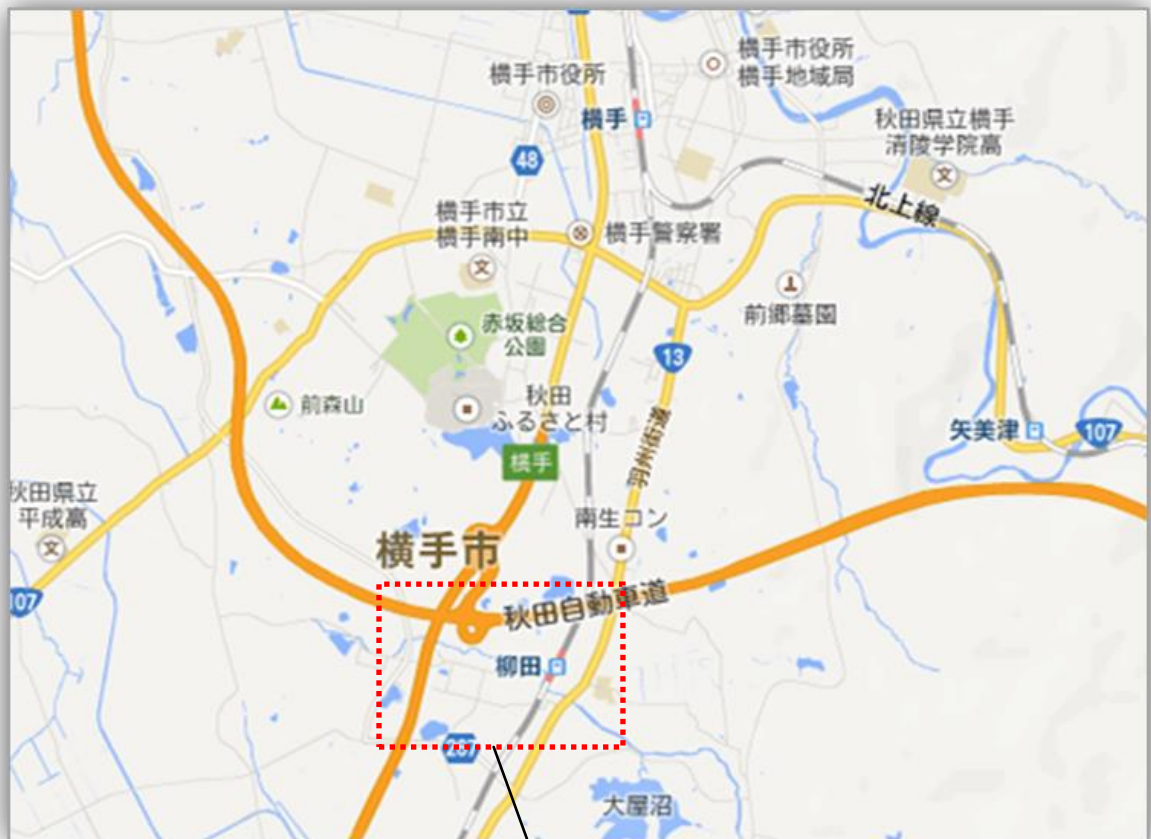 横手市役所
横手市役所
横手地域局
横手
秋田県立横手
清陵学院高
48
北上線
横手市立
横手南中
横手警察署
前郷墓園
赤坂総合
公園
13
秋田
ふるさと村
前森山
羽州街道
矢美津
107
横手
秋田県立
平成高
南生コン
横手市
107
秋田自動車道
柳田
大屋沼